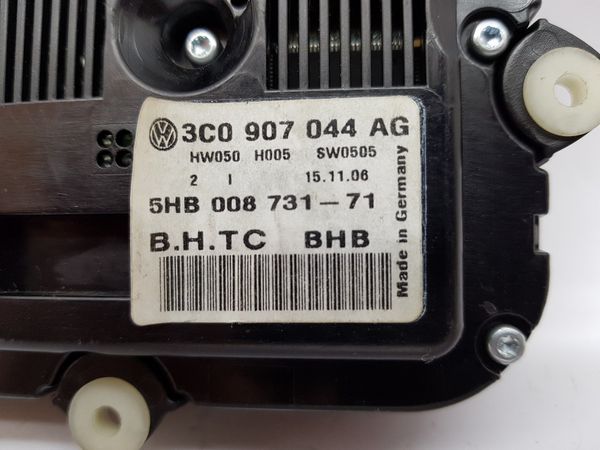 3C0 907 044 AG
HW050 H005 SW0505
2 I 15.11.06
5HB 008 731-71
B.H.TC BHB
Made in Germany